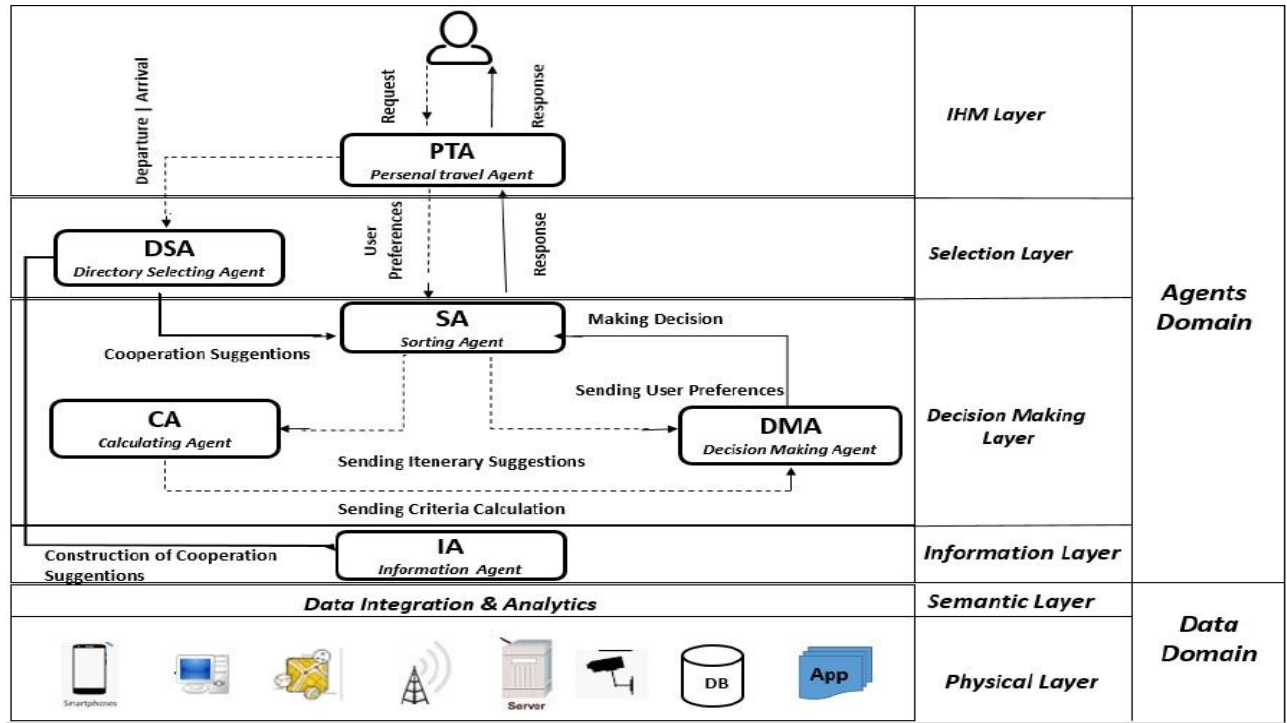 Request
Response
Departure | Arrival
PTA
Persenal travel Agent
IHM Layer
User
Preferences
Response
DSA
Directory Selecting Agent
Selection Layer
SA
Sorting Agent
Making Decision
Cooperation Suggestions
Sending User Preferences
CA
Calculating Agent
DMA
Decision Making Agent
Sending Itenerary Suggestions
Sending Criteria Calculation
Decision Making
Layer
Agents
Domain
Construction of Cooperation
Suggentions
IA
Information Agent
Information Layer
Data Integration & Analytics
Semantic Layer
Smartphones
Server
DB
App
Physical Layer
Data
Domain